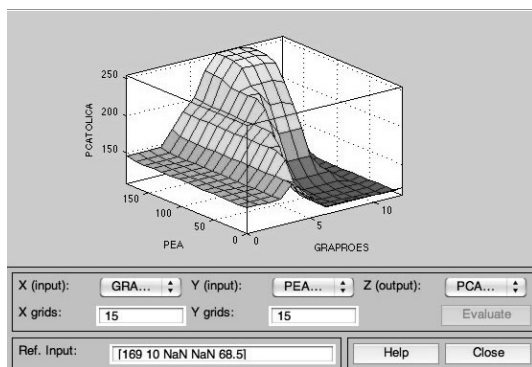 250
200
150
PCATOLICA
150
100
50
0
PEA
0
5
10
GRAPROES
X (input): GRA... Y (input): PEA... Z (output): PCA...
X grids: 15 Y grids: 15 Evaluate
Ref. Input: [169 10 NaN NaN 68.5] Help Close